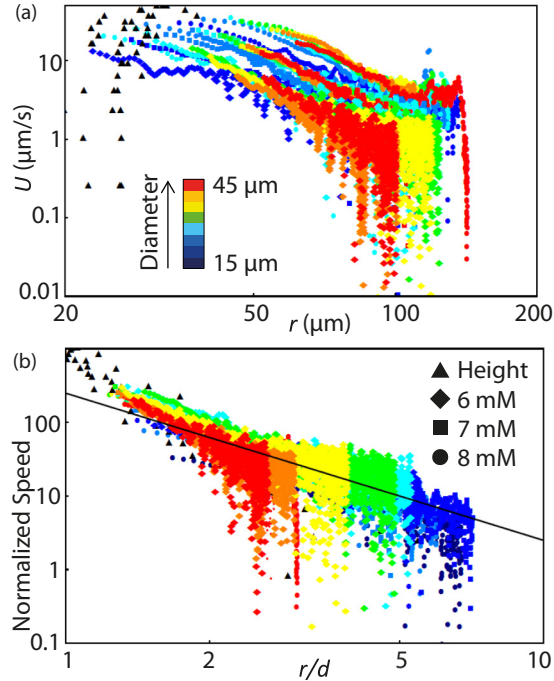 (a)
10
1
0.1
0.01
U (μm/s)
Diameter
45 μm
15 μm
20
50
100
200
r (μm)
(b)
Height
6 mM
7 mM
8 mM
100
10
1
0.1
Normalized Speed
1
2
5
10
r/d